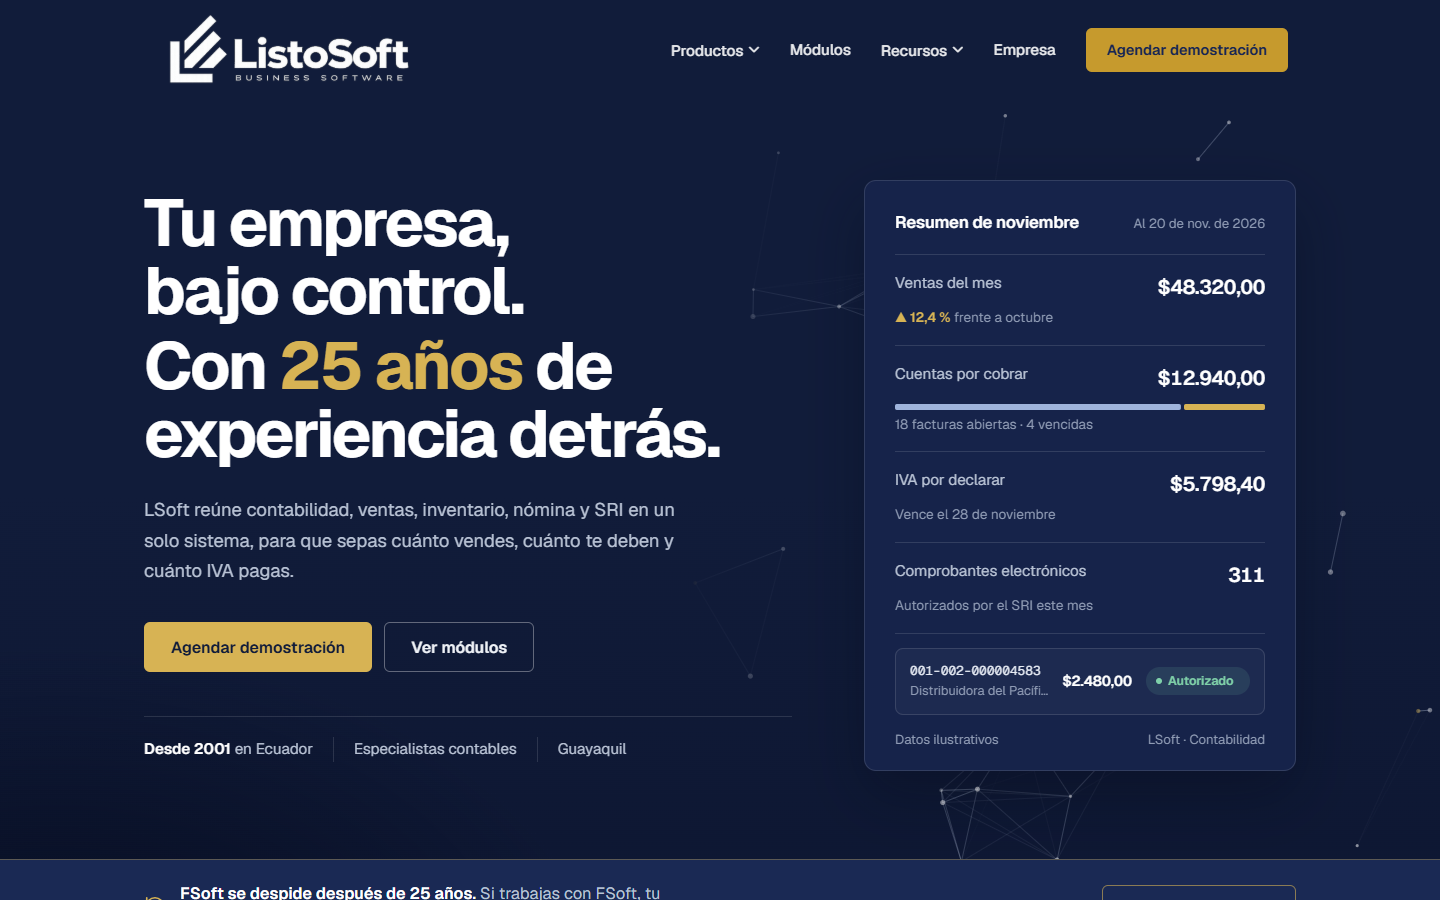 ListoSoft
BUSINESS SOFTWARE
Productos
Módulos
Recursos
Empresa
Agendar demostración
Tu empresa,
bajo control.
Con 25 años de
experiencia detrás.
LSoft reúne contabilidad, ventas, inventario, nómina y SRI en un
solo sistema, para que sepas cuánto vendes, cuánto te deben y
cuánto IVA pagas.
Agendar demostración
Ver módulos
Desde 2001 en Ecuador
Especialistas contables
Guayaquil
Resumen de noviembre
Al 20 de nov. de 2026
Ventas del mes
$48.320,00
▲ 12,4 % frente a octubre
Cuentas por cobrar
$12.940,00
18 facturas abiertas · 4 vencidas
IVA por declarar
$5.798,40
Vence el 28 de noviembre
Comprobantes electrónicos
311
Autorizados por el SRI este mes
001-002-000004583
Distribuidora del Pacífi...
$2.480,00
Autorizado
Datos ilustrativos
LSoft · Contabilidad
FSoft se despide después de 25 años. Si trabajas con FSoft, tu